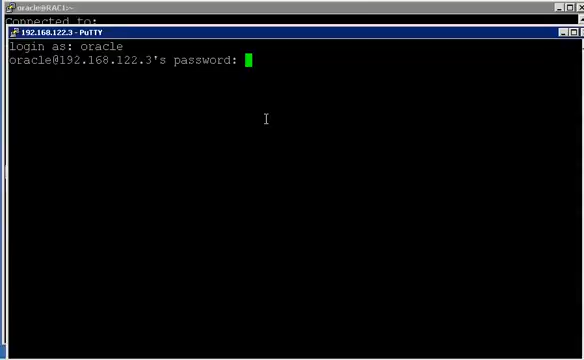 oracle@RAC1:~
Connected to:
192.168.122.3 - PuTTY
login as: oracle
oracle@192.168.122.3's password: